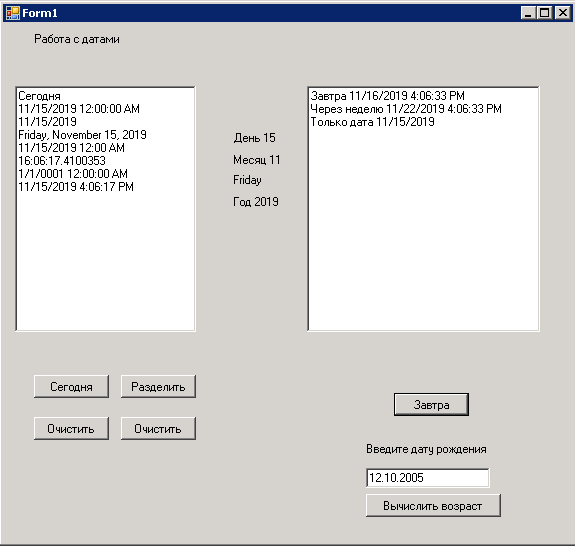 Form1
Работа с датами
Сегодня
11/15/2019 12:00:00 AM
11/15/2019
Friday, November 15, 2019
11/15/2019 12:00 AM
16:06:17.4100353
1/1/0001 12:00:00 AM
11/15/2019 4:06:17 PM
День 15
Месяц 11
Friday
Год 2019
Завтра 11/16/2019 4:06:33 PM
Через неделю 11/22/2019 4:06:33 PM
Только дата 11/15/2019
Сегодня
Разделить
Очистить
Очистить
Завтра
Введите дату рождения
12.10.2005
Вычислить возраст